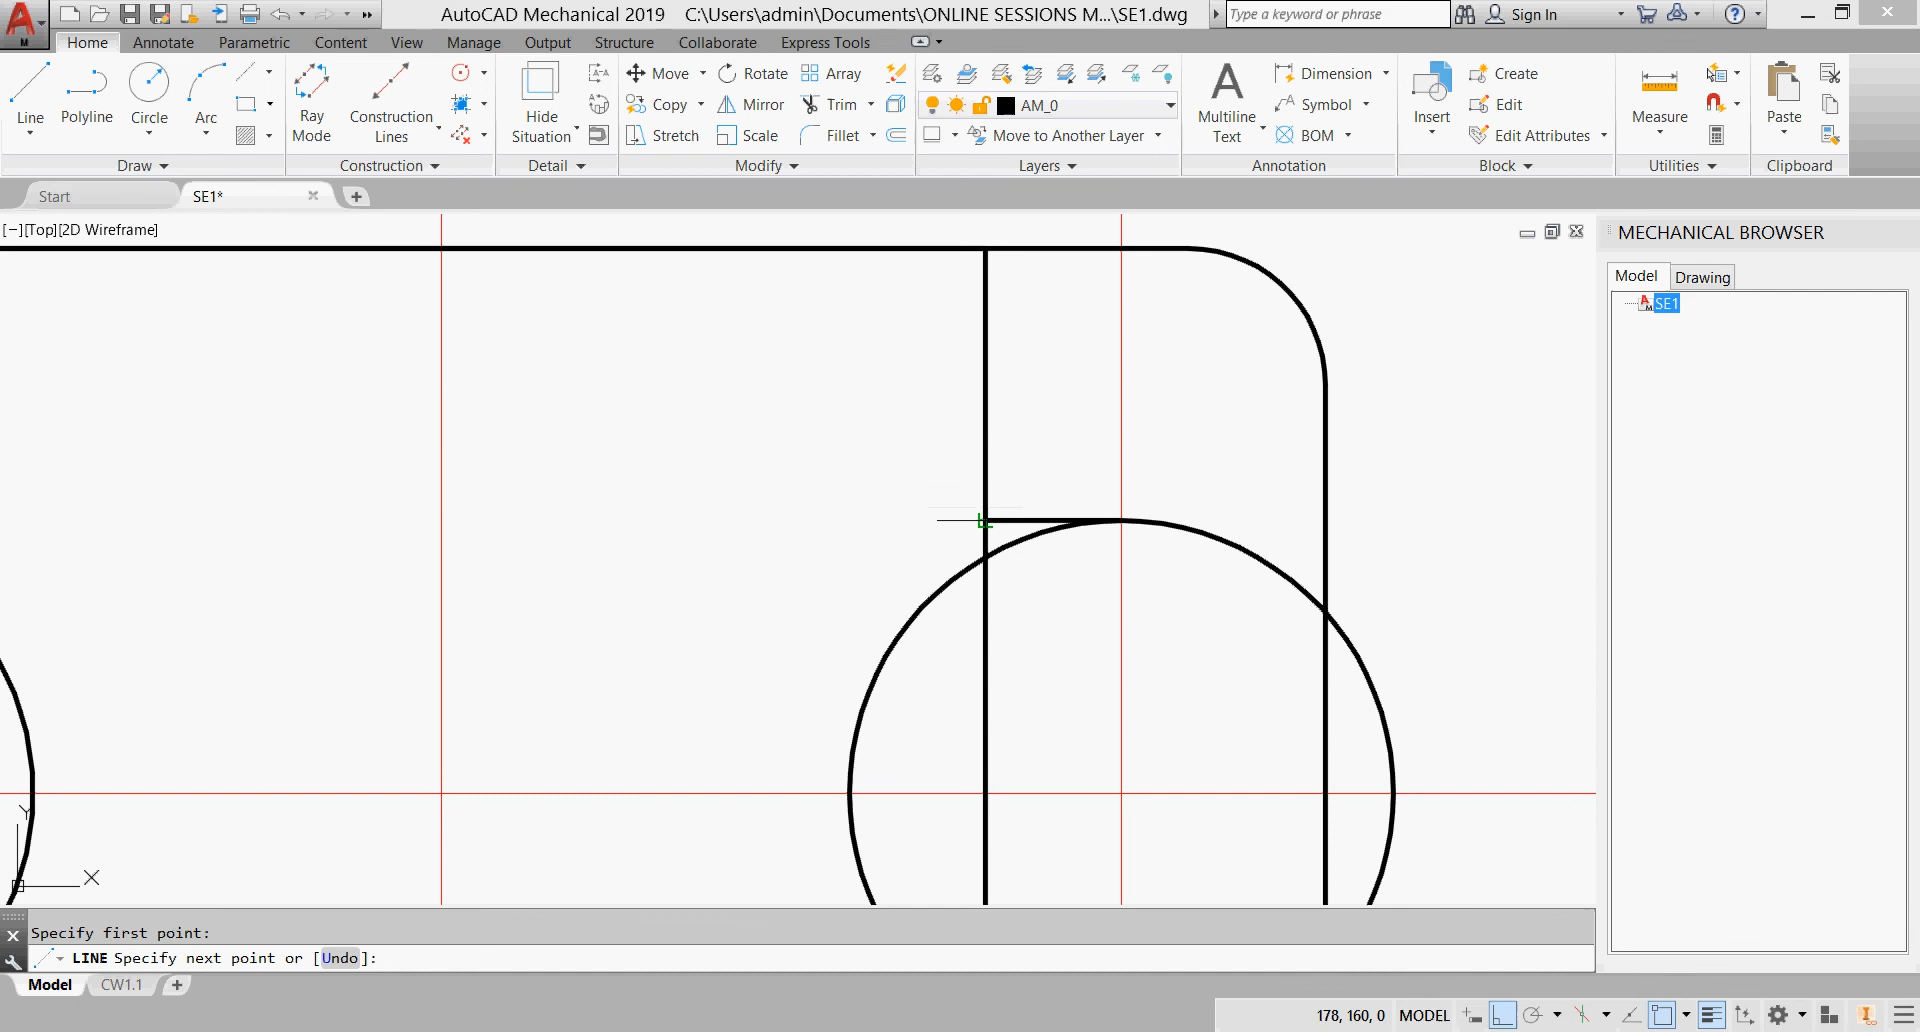 AutoCAD Mechanical 2019 C:\Users\admin\Documents\ONLINE SESSIONS M...\SE1.dwg
Type a keyword or phrase
Sign In
M
Home Annotate Parametric Content View Manage Output Structure Collaborate Express Tools
Line Polyline Circle Arc
Draw
Ray Mode
Construction Lines
Construction
Hide Situation
Detail
Move Rotate Array
Copy Mirror Trim
Stretch Scale Fillet
Modify
AM_0
Move to Another Layer
Layers
Multiline Text
Dimension
Symbol
BOM
Annotation
Insert
Create
Edit
Edit Attributes
Block
Measure
Utilities
Paste
Clipboard
Start SE1*
[−][Top][2D Wireframe]
MECHANICAL BROWSER
Model Drawing
SE1
Y
X
Specify first point:
LINE Specify next point or [Undo]:
Model CW1.1
178, 160, 0 MODEL